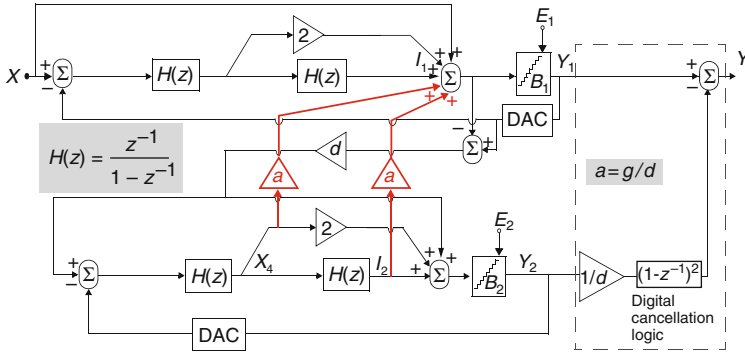 E₁
2
I₁
Y₁
Y
X
+
−
Σ
H(z)
H(z)
+
+
+
+
+
Σ
B₁
+
−
Σ
DAC
−
+
Σ
d
H(z) = z⁻¹ / 1 − z⁻¹
a
a
a = g/d
E₂
2
X₄
I₂
Y₂
+
−
Σ
H(z)
H(z)
+
+
+
Σ
B₂
1/d
(1-z⁻¹)²
Digital
cancellation
logic
DAC